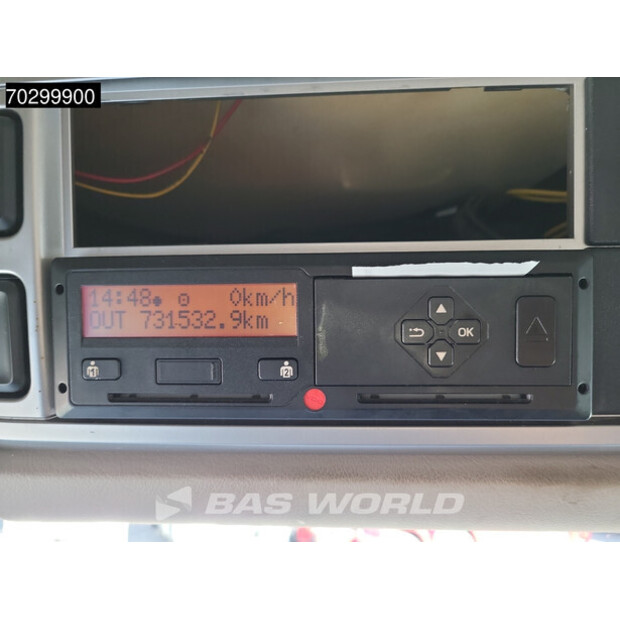 70299900
14:48 0km/h
OUT 731532.9km
1
2
OK
BAS WORLD